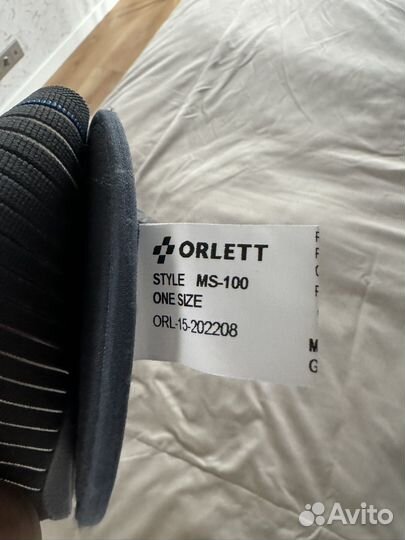 ORLETT
STYLE MS-100
ONE SIZE
ORL-15-202208
M
G
Avito